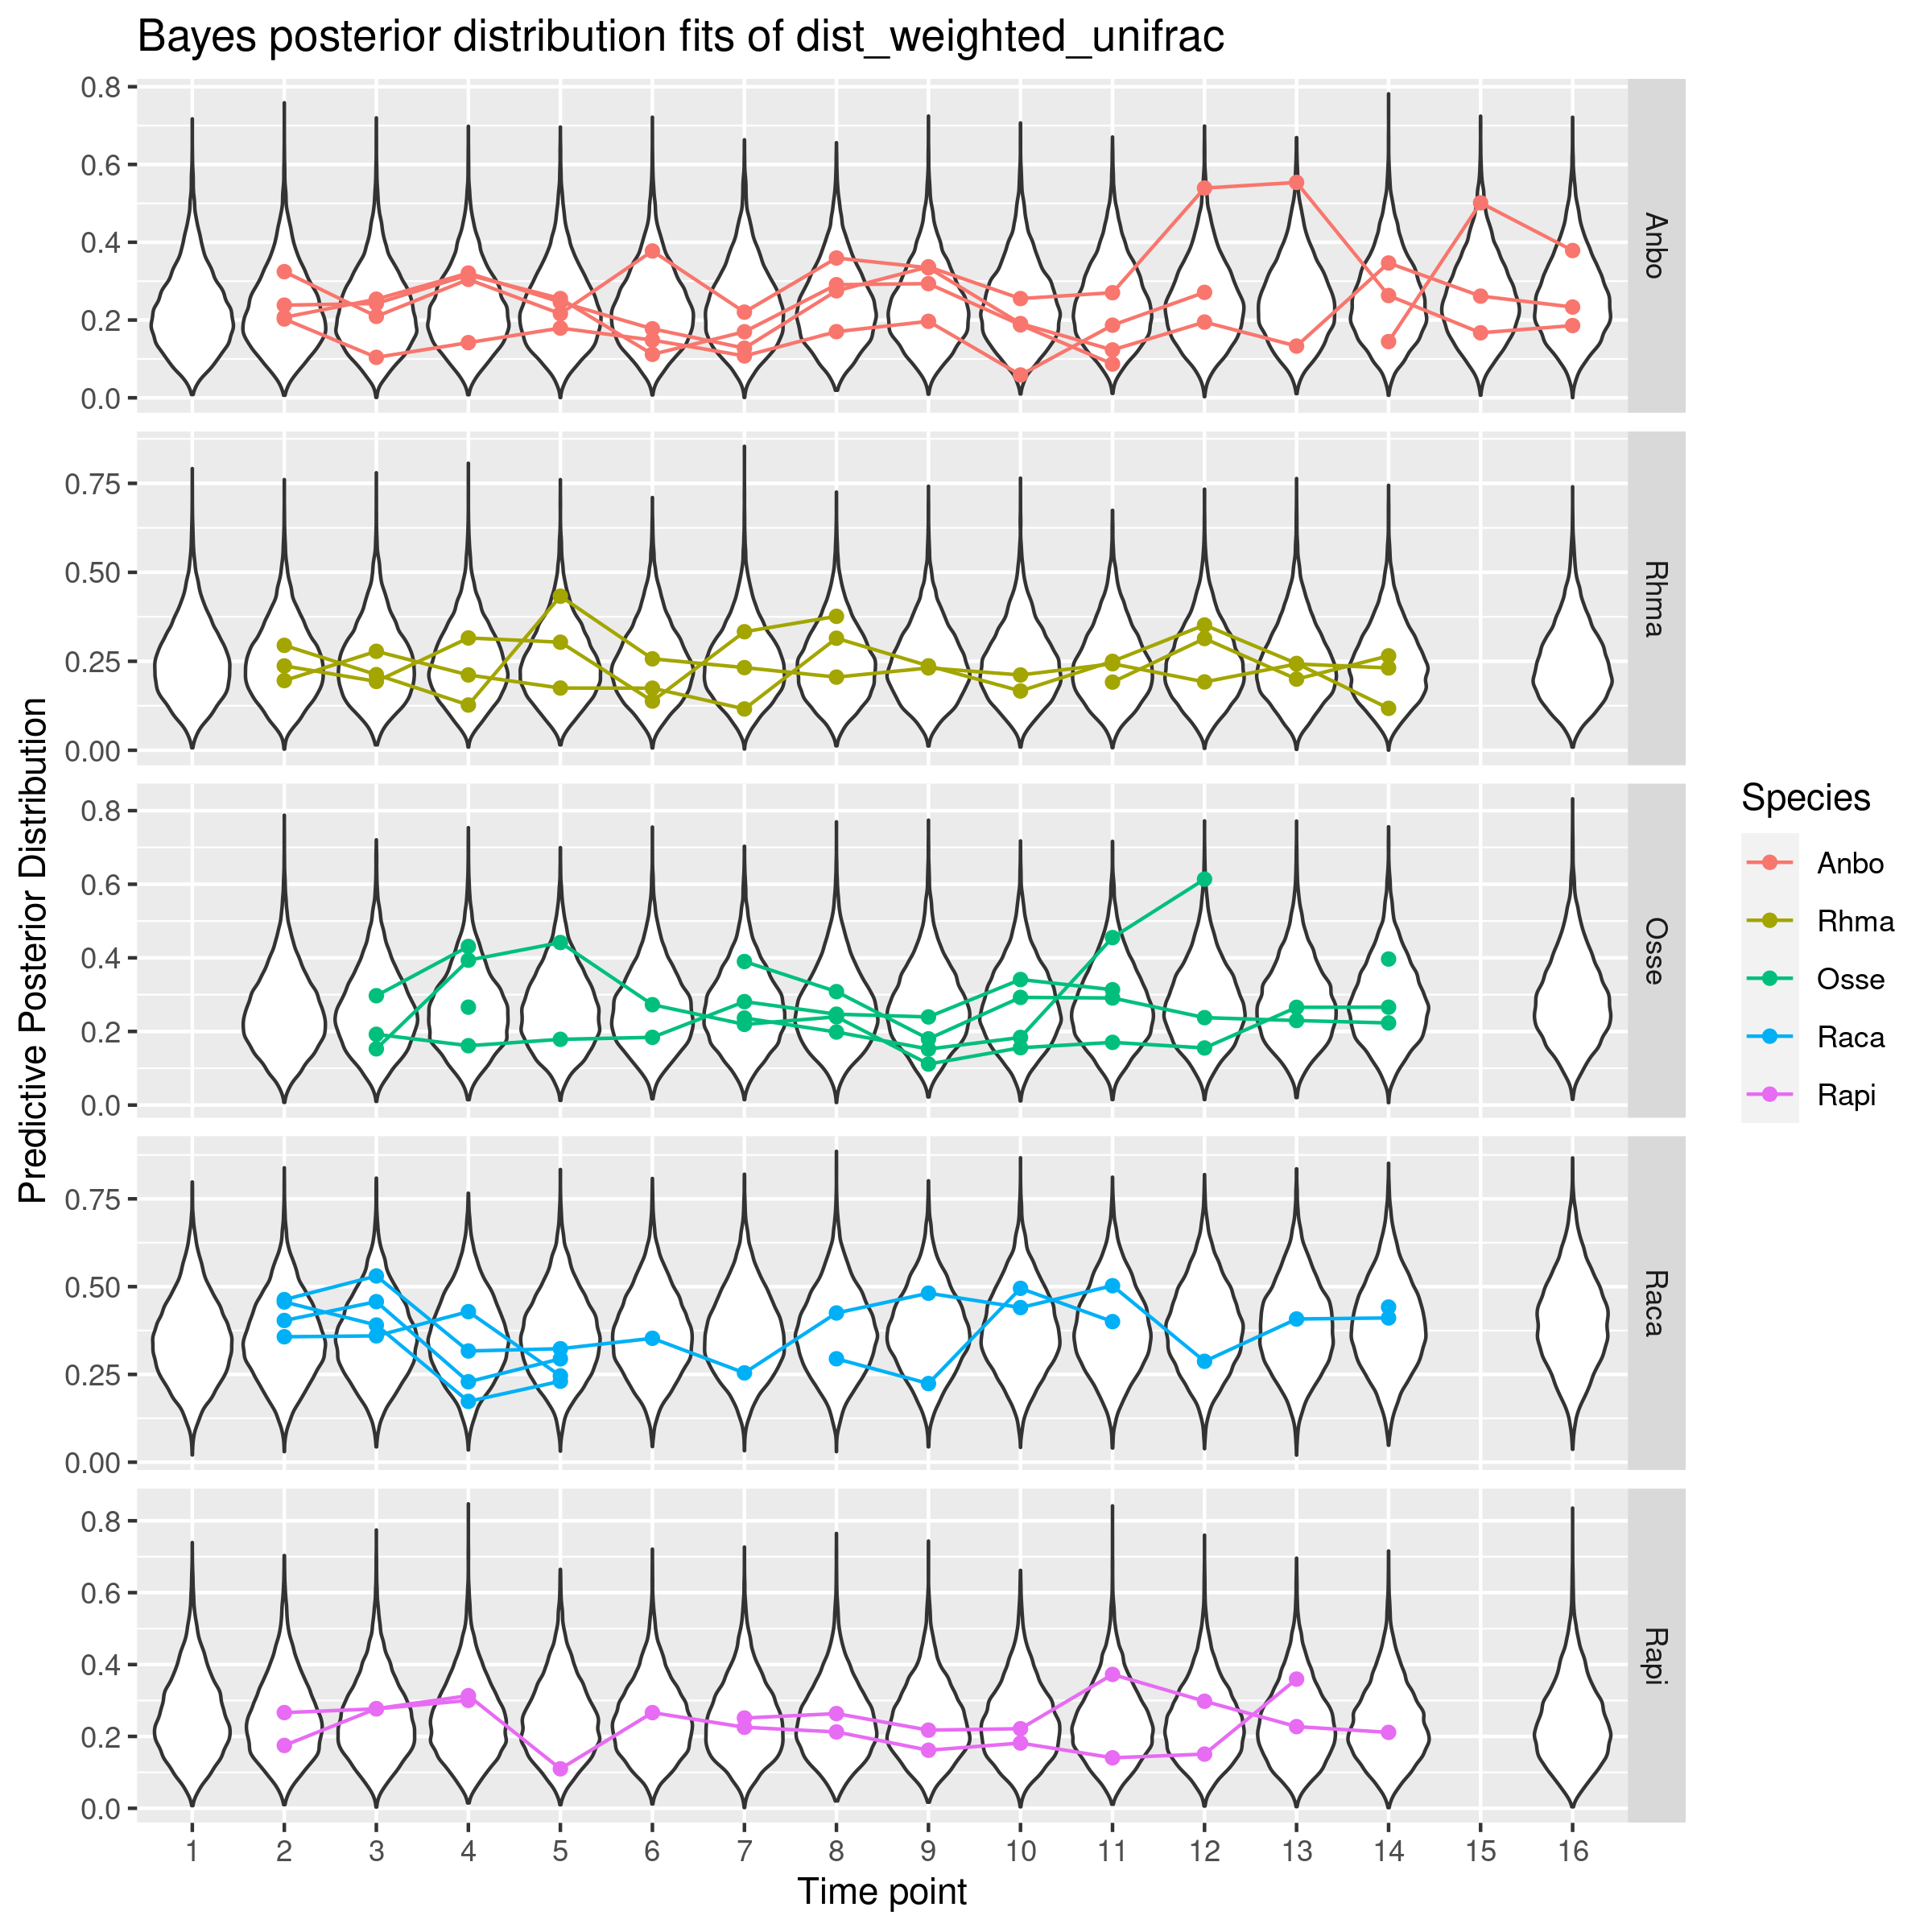 Bayes posterior distribution fits of dist_weighted_unifrac
Predictive Posterior Distribution
0.8
0.6
0.4
0.2
0.0
Anbo
0.75
0.50
0.25
0.00
Rhma
0.8
0.6
0.4
0.2
0.0
Osse
0.75
0.50
0.25
0.00
Raca
0.8
0.6
0.4
0.2
0.0
Rapi
1 2 3 4 5 6 7 8 9 10 11 12 13 14 15 16
Time point
Species
Anbo
Rhma
Osse
Raca
Rapi